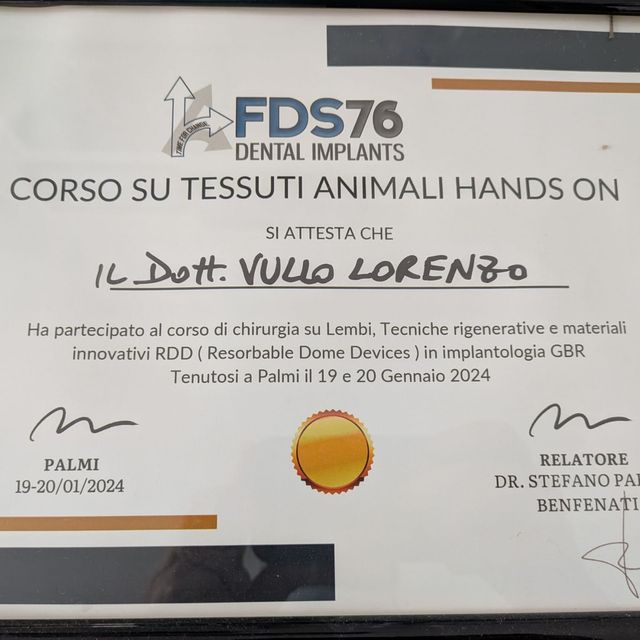 TIME FOR CHANGE
FDS76
DENTAL IMPLANTS
CORSO SU TESSUTI ANIMALI HANDS ON
SI ATTESTA CHE
IL Dott. VULLO LORENZO
Ha partecipato al corso di chirurgia su Lembi, Tecniche rigenerative e materiali
innovativi RDD ( Resorbable Dome Devices ) in implantologia GBR
Tenutosi a Palmi il 19 e 20 Gennaio 2024
PALMI
19-20/01/2024
RELATORE
DR. STEFANO
BENFENATI